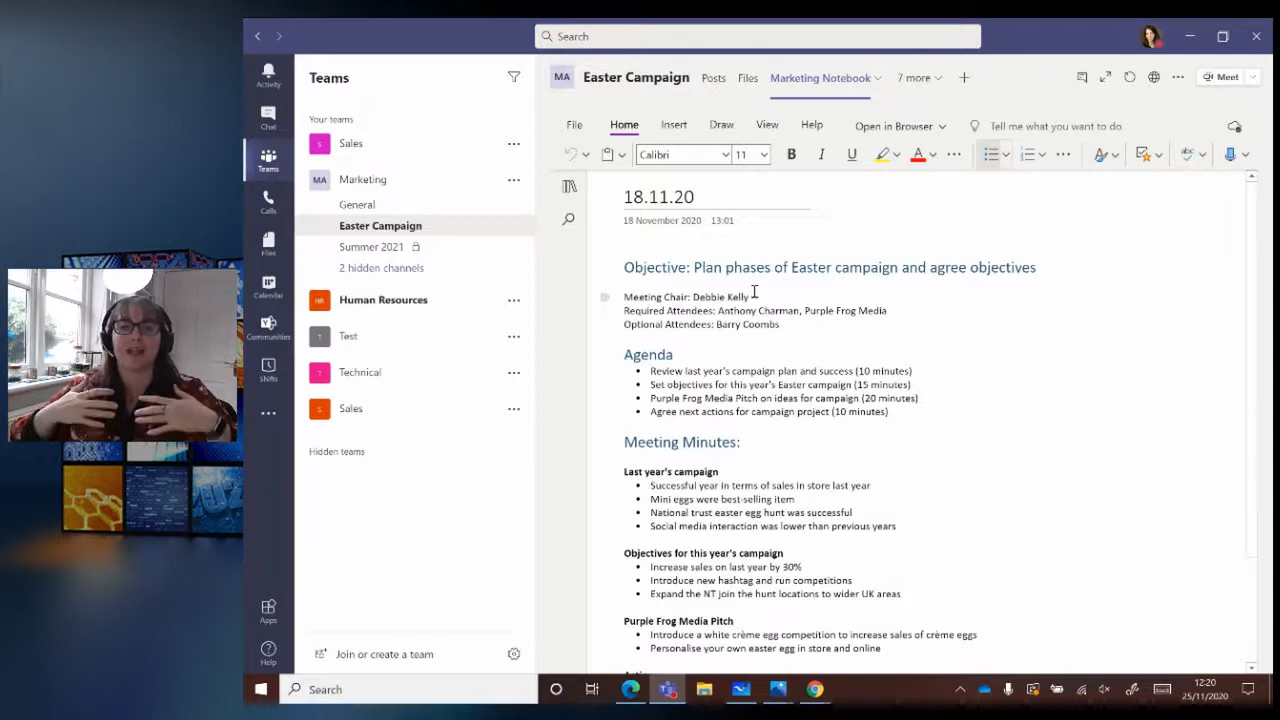 Search
Activity
Chat
Teams
Calls
Files
Calendar
Communities
Shifts
Apps
Help
Teams
Your teams
S Sales
MA Marketing
General
Easter Campaign
Summer 2021
2 hidden channels
HR Human Resources
T Test
T Technical
S Sales
Hidden teams
Join or create a team
MA Easter Campaign Posts Files Marketing Notebook 7 more Meet
File Home Insert Draw View Help Open in Browser Tell me what you want to do
Calibri 11 B I U A
18.11.20
18 November 2020 13:01
Objective: Plan phases of Easter campaign and agree objectives
Meeting Chair: Debbie Kelly
Required Attendees: Anthony Charman, Purple Frog Media
Optional Attendees: Barry Coombs
Agenda
• Review last year's campaign plan and success (10 minutes)
• Set objectives for this year's Easter campaign (15 minutes)
• Purple Frog Media Pitch on ideas for campaign (20 minutes)
• Agree next actions for campaign project (10 minutes)
Meeting Minutes:
Last year's campaign
• Successful year in terms of sales in store last year
• Mini eggs were best-selling item
• National trust easter egg hunt was successful
• Social media interaction was lower than previous years
Objectives for this year's campaign
• Increase sales on last year by 30%
• Introduce new hashtag and run competitions
• Expand the NT join the hunt locations to wider UK areas
Purple Frog Media Pitch
• Introduce a white crème egg competition to increase sales of crème eggs
• Personalise your own easter egg in store and online
Search
12:20
25/11/2020